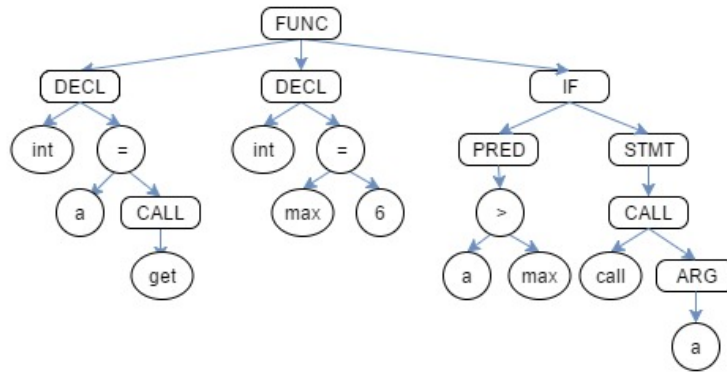 FUNC
DECL DECL IF
int = int = PRED STMT
a CALL max 6 > CALL
get a max call ARG
a